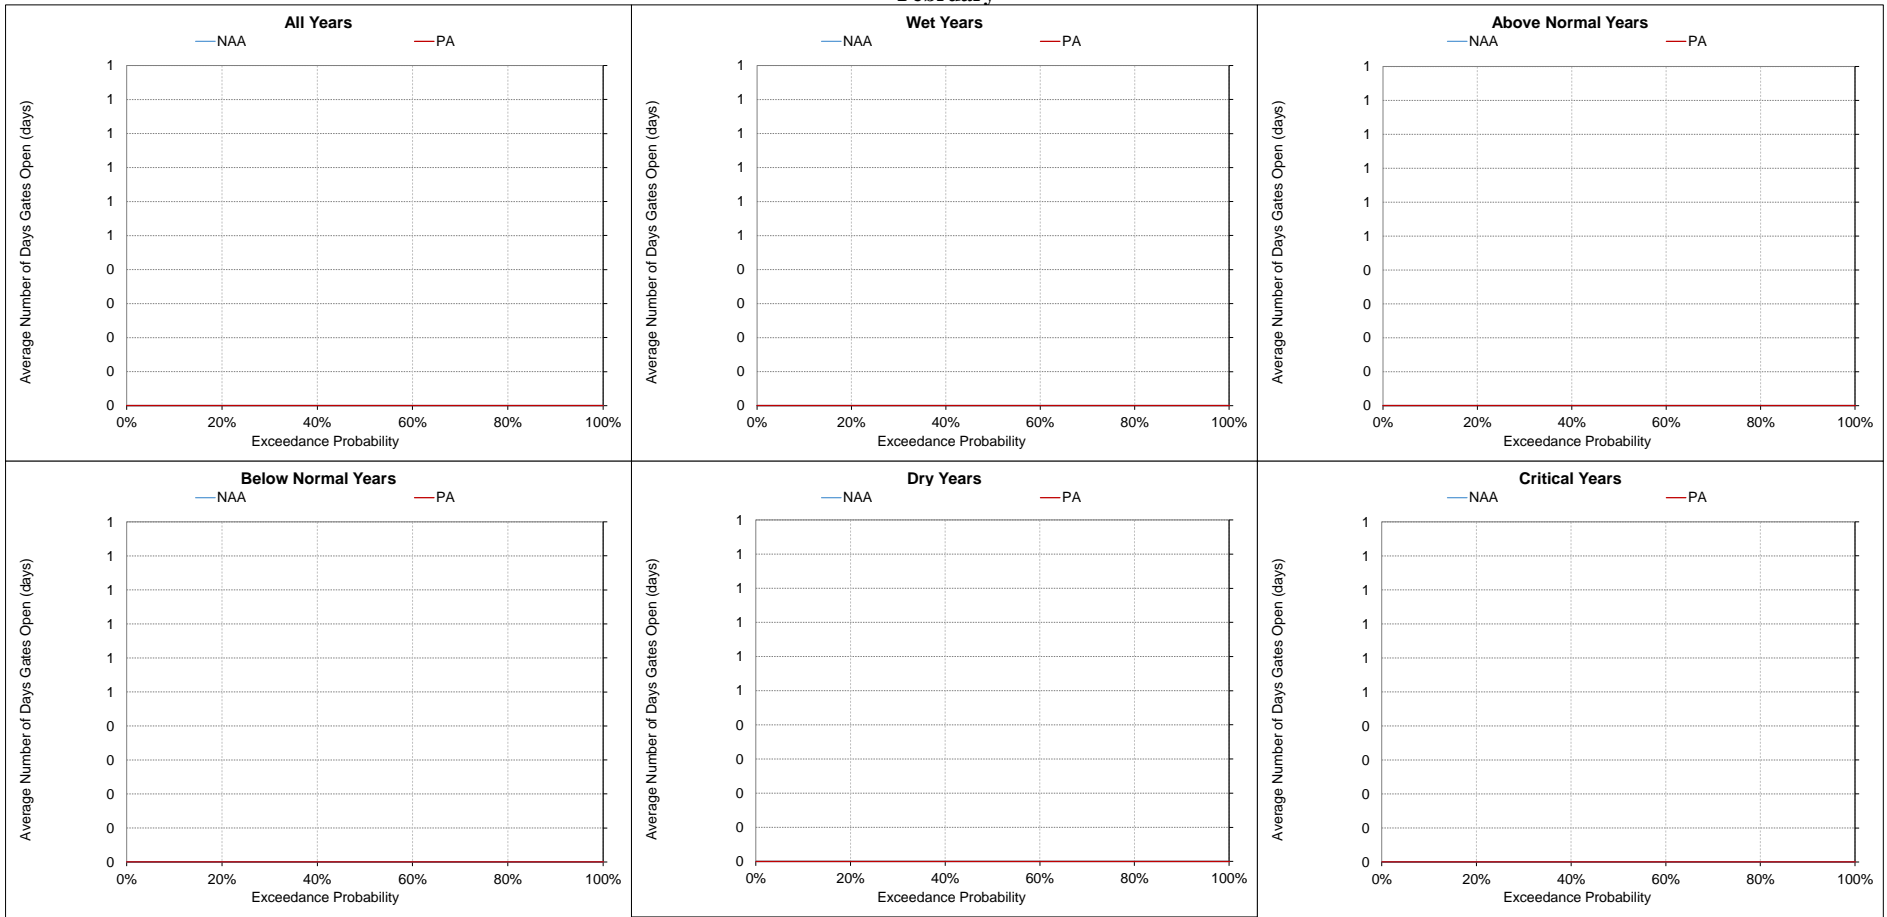 February
All Years
NAA PA
Average Number of Days Gates Open (days)
1
1
1
1
1
1
0
0
0
0
0
0% 20% 40% 60% 80% 100%
Exceedance Probability
Wet Years
NAA PA
Average Number of Days Gates Open (days)
1
1
1
1
1
1
0
0
0
0
0
0% 20% 40% 60% 80% 100%
Exceedance Probability
Above Normal Years
NAA PA
Average Number of Days Gates Open (days)
1
1
1
1
1
1
0
0
0
0
0
0% 20% 40% 60% 80% 100%
Exceedance Probability
Below Normal Years
NAA PA
Average Number of Days Gates Open (days)
1
1
1
1
1
1
0
0
0
0
0
0% 20% 40% 60% 80% 100%
Exceedance Probability
Dry Years
NAA PA
Average Number of Days Gates Open (days)
1
1
1
1
1
1
0
0
0
0
0
0% 20% 40% 60% 80% 100%
Exceedance Probability
Critical Years
NAA PA
Average Number of Days Gates Open (days)
1
1
1
1
1
1
0
0
0
0
0
0% 20% 40% 60% 80% 100%
Exceedance Probability